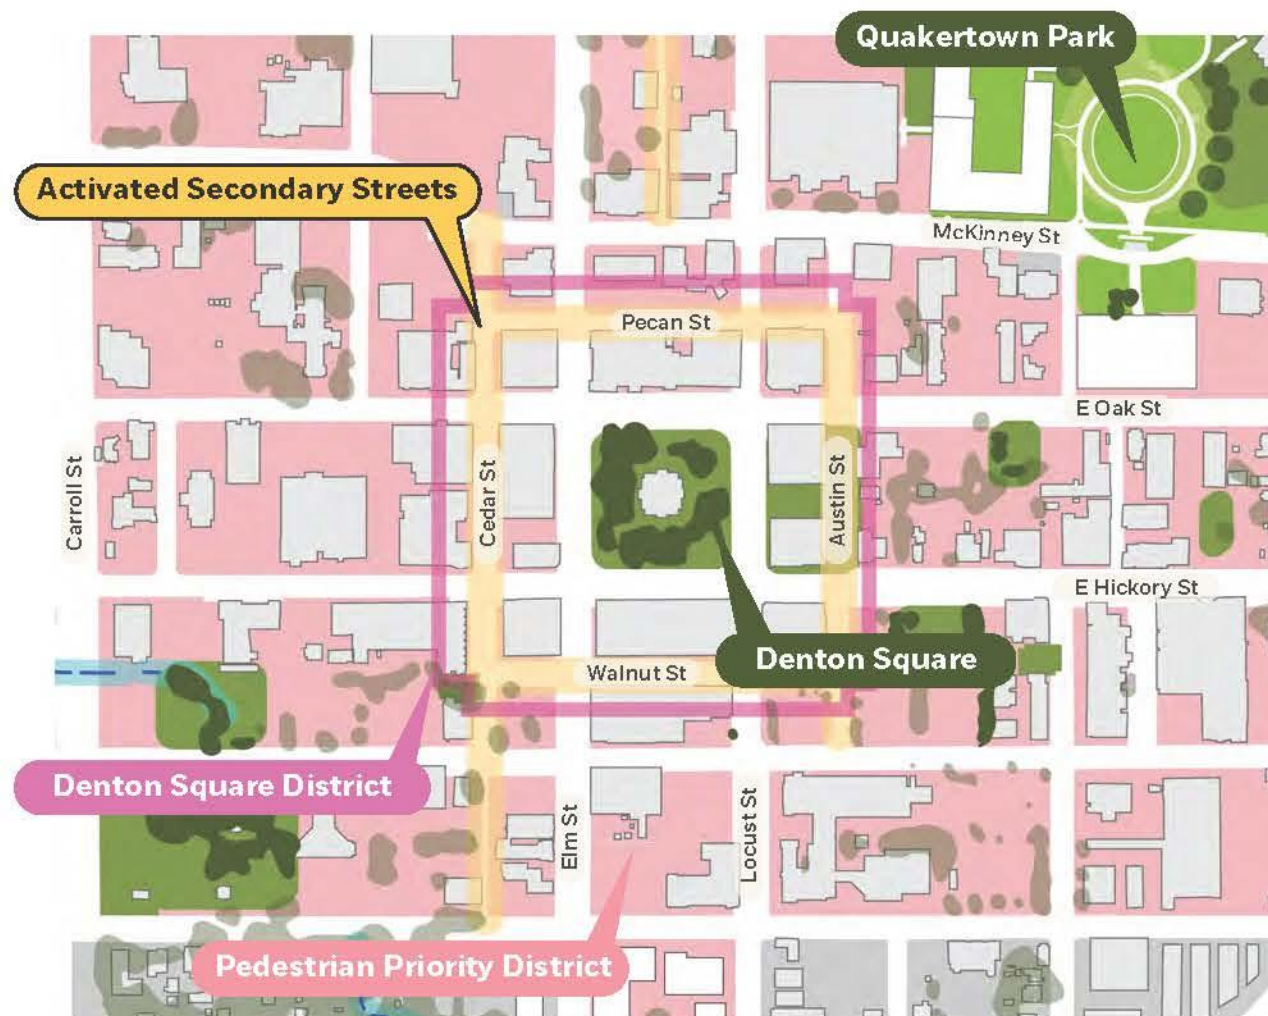 Quakertown Park
Activated Secondary Streets
McKinney St
Pecan St
E Oak St
Carroll St
Cedar St
Austin St
E Hickory St
Denton Square
Walnut St
Denton Square District
Elm St
Locust St
Pedestrian Priority District